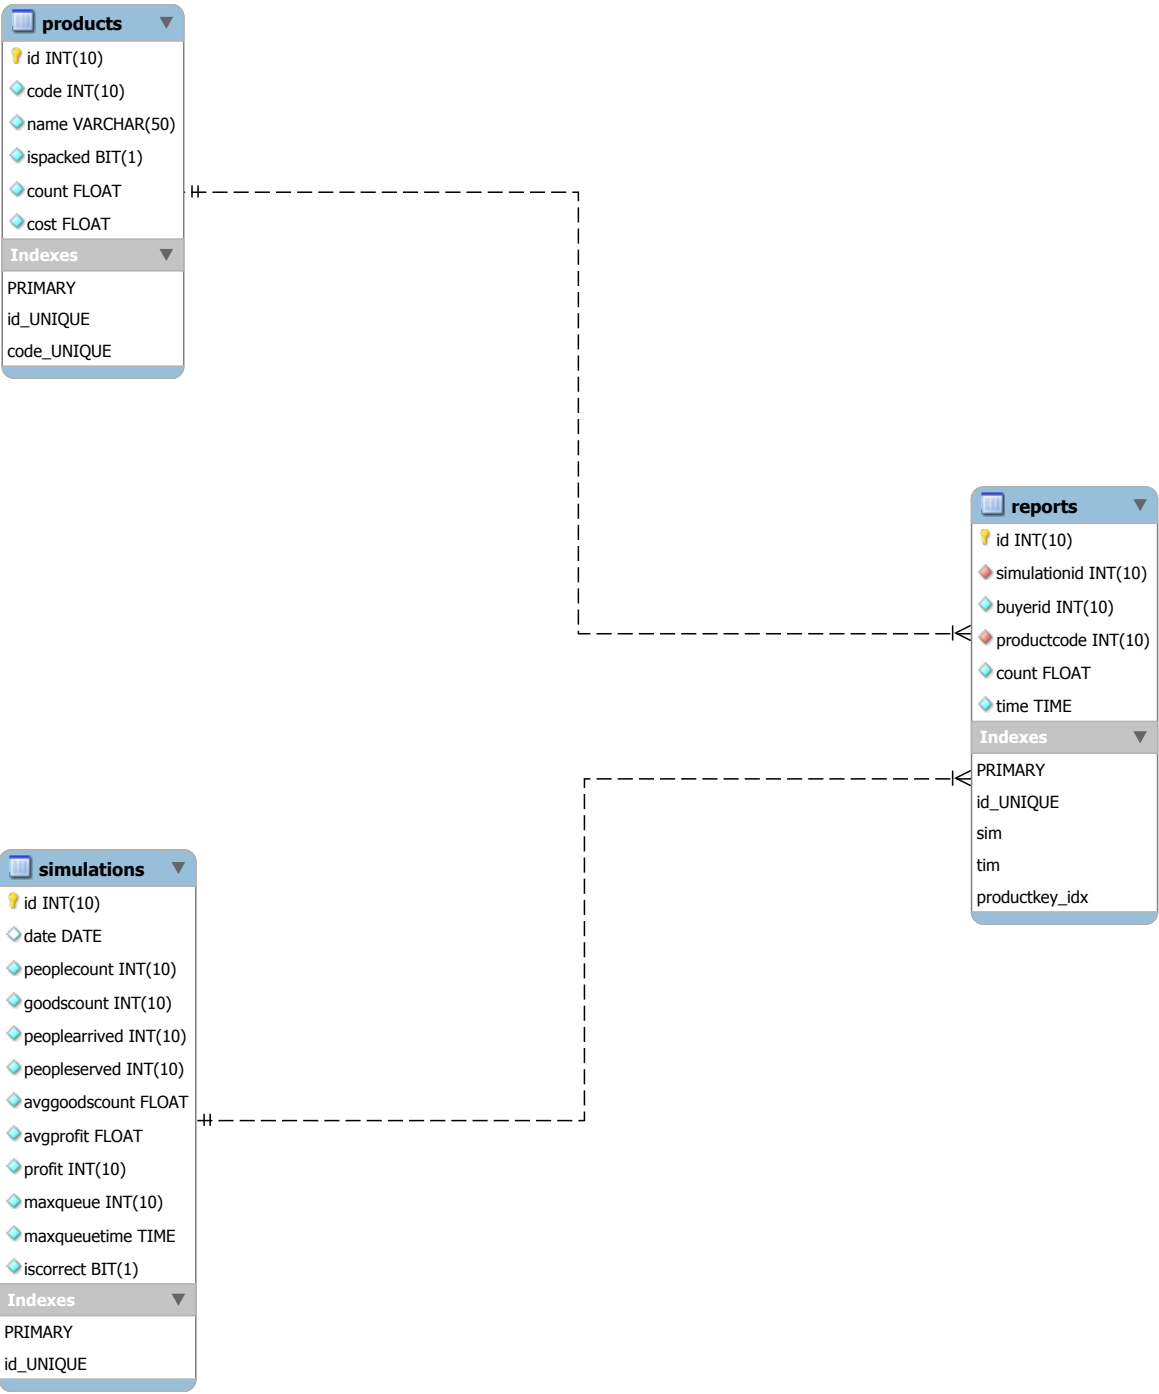 products
id INT(10)
code INT(10)
name VARCHAR(50)
ispacked BIT(1)
count FLOAT
cost FLOAT
Indexes
PRIMARY
id_UNIQUE
code_UNIQUE
reports
id INT(10)
simulationid INT(10)
buyerid INT(10)
productcode INT(10)
count FLOAT
time TIME
Indexes
PRIMARY
id_UNIQUE
sim
tim
productkey_idx
simulations
id INT(10)
date DATE
peoplecount INT(10)
goodscount INT(10)
peoplearrived INT(10)
peopleserved INT(10)
avggoodscount FLOAT
avgprofit FLOAT
profit INT(10)
maxqueue INT(10)
maxqueuetime TIME
iscorrect BIT(1)
Indexes
PRIMARY
id_UNIQUE